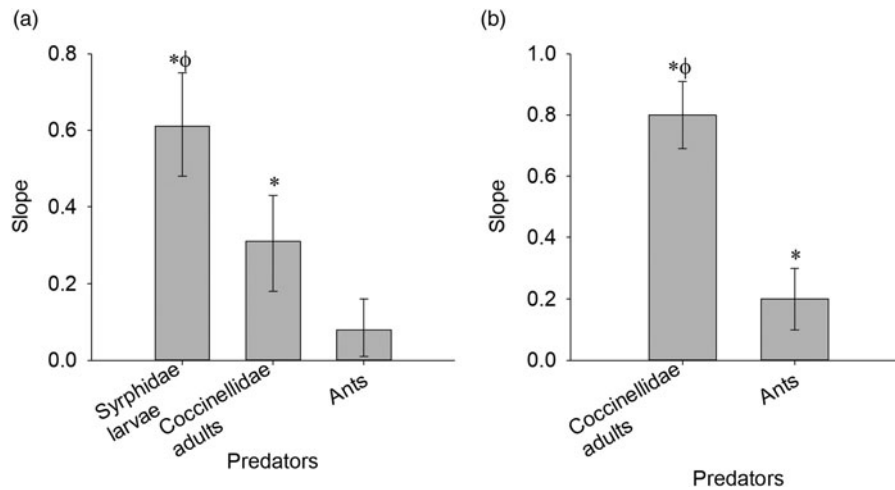 (a)
0.8
0.6
0.4
0.2
0.0
Slope
*ϕ
*
Syrphidae
larvae
Coccinellidae
adults
Ants
Predators
(b)
1.0
0.8
0.6
0.4
0.2
0.0
Slope
*ϕ
*
Coccinellidae
adults
Ants
Predators